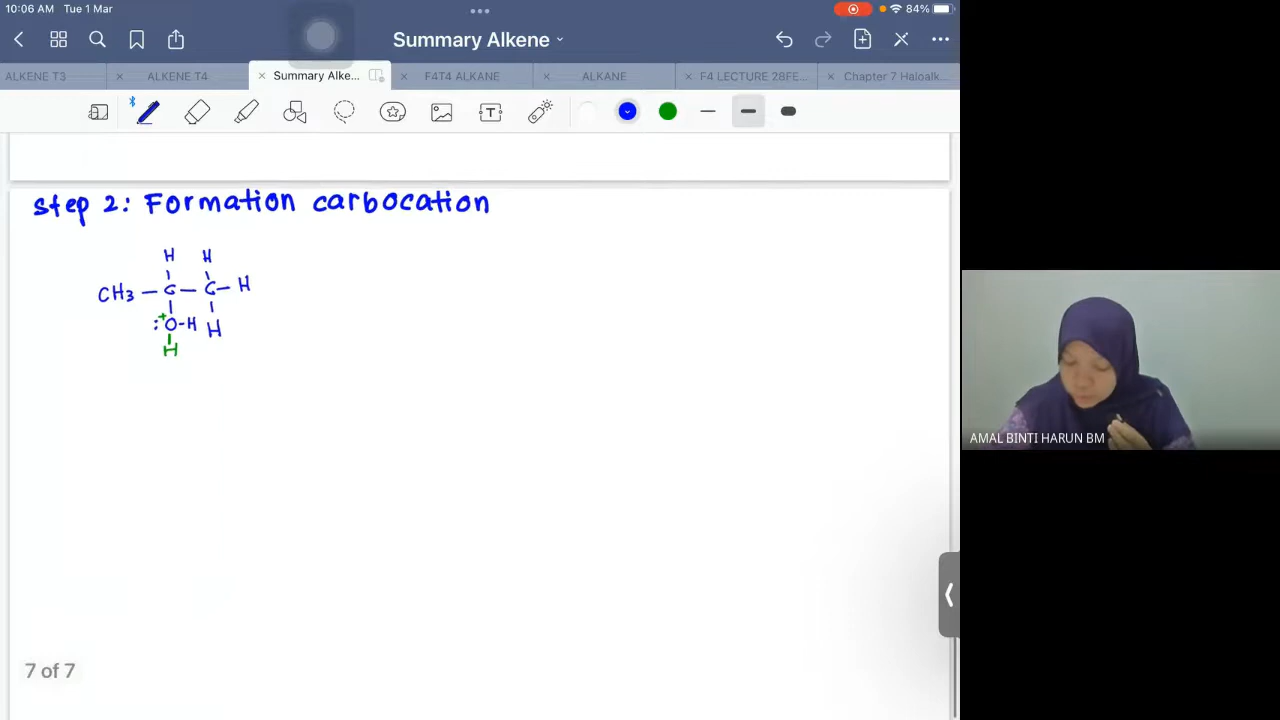 10:06 AM Tue 1 Mar
84%
Summary Alkene
ALKENE T3
ALKENE T4
Summary Alke...
F4T4 ALKANE
ALKANE
F4 LECTURE 28FE...
Chapter 7 Haloalk...
T
step 2: Formation carbocation
H H
CH3 – C – C – H
:O+-H H
H
7 of 7
AMAL BINTI HARUN BM